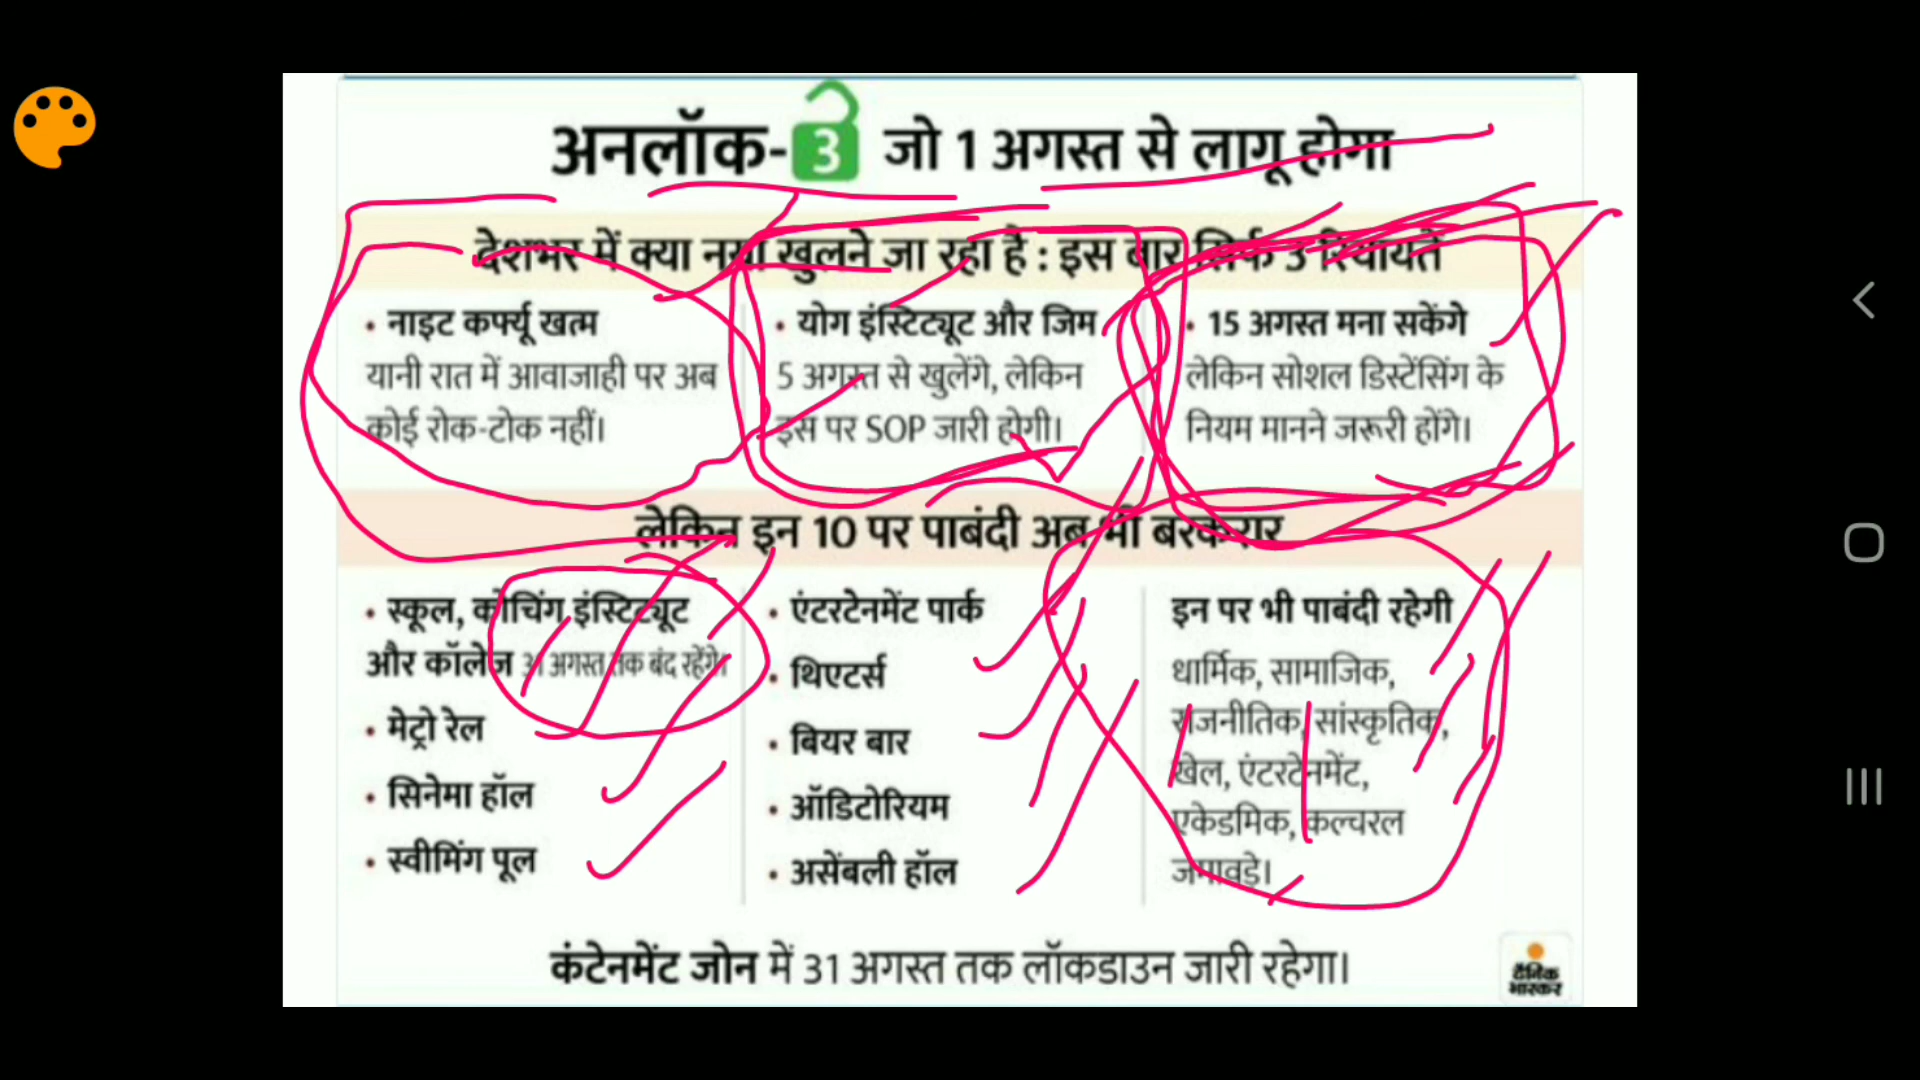 अनलॉक-3 जो 1 अगस्त से लागू होगा
देशभर में क्या नया खुलने जा रहा है : इस बार सिर्फ 3 रियायतें
• नाइट कर्फ्यू खत्म
यानी रात में आवाजाही पर अब
कोई रोक-टोक नहीं।
• योग इंस्टिट्यूट और जिम
5 अगस्त से खुलेंगे, लेकिन
इस पर SOP जारी होगी।
• 15 अगस्त मना सकेंगे
लेकिन सोशल डिस्टेंसिंग के
नियम मानने जरूरी होंगे।
लेकिन इन 10 पर पाबंदी अब भी बरकरार
• स्कूल, कोचिंग इंस्टिट्यूट
और कॉलेज 31 अगस्त तक बंद रहेंगे।
• मेट्रो रेल
• सिनेमा हॉल
• स्वीमिंग पूल
• एंटरटेनमेंट पार्क
• थिएटर्स
• बियर बार
• ऑडिटोरियम
• असेंबली हॉल
इन पर भी पाबंदी रहेगी
धार्मिक, सामाजिक,
राजनीतिक, सांस्कृतिक,
खेल, एंटरटेनमेंट,
एकेडमिक, कल्चरल
जमावड़े।
कंटेनमेंट जोन में 31 अगस्त तक लॉकडाउन जारी रहेगा।
दैनिक
भास्कर